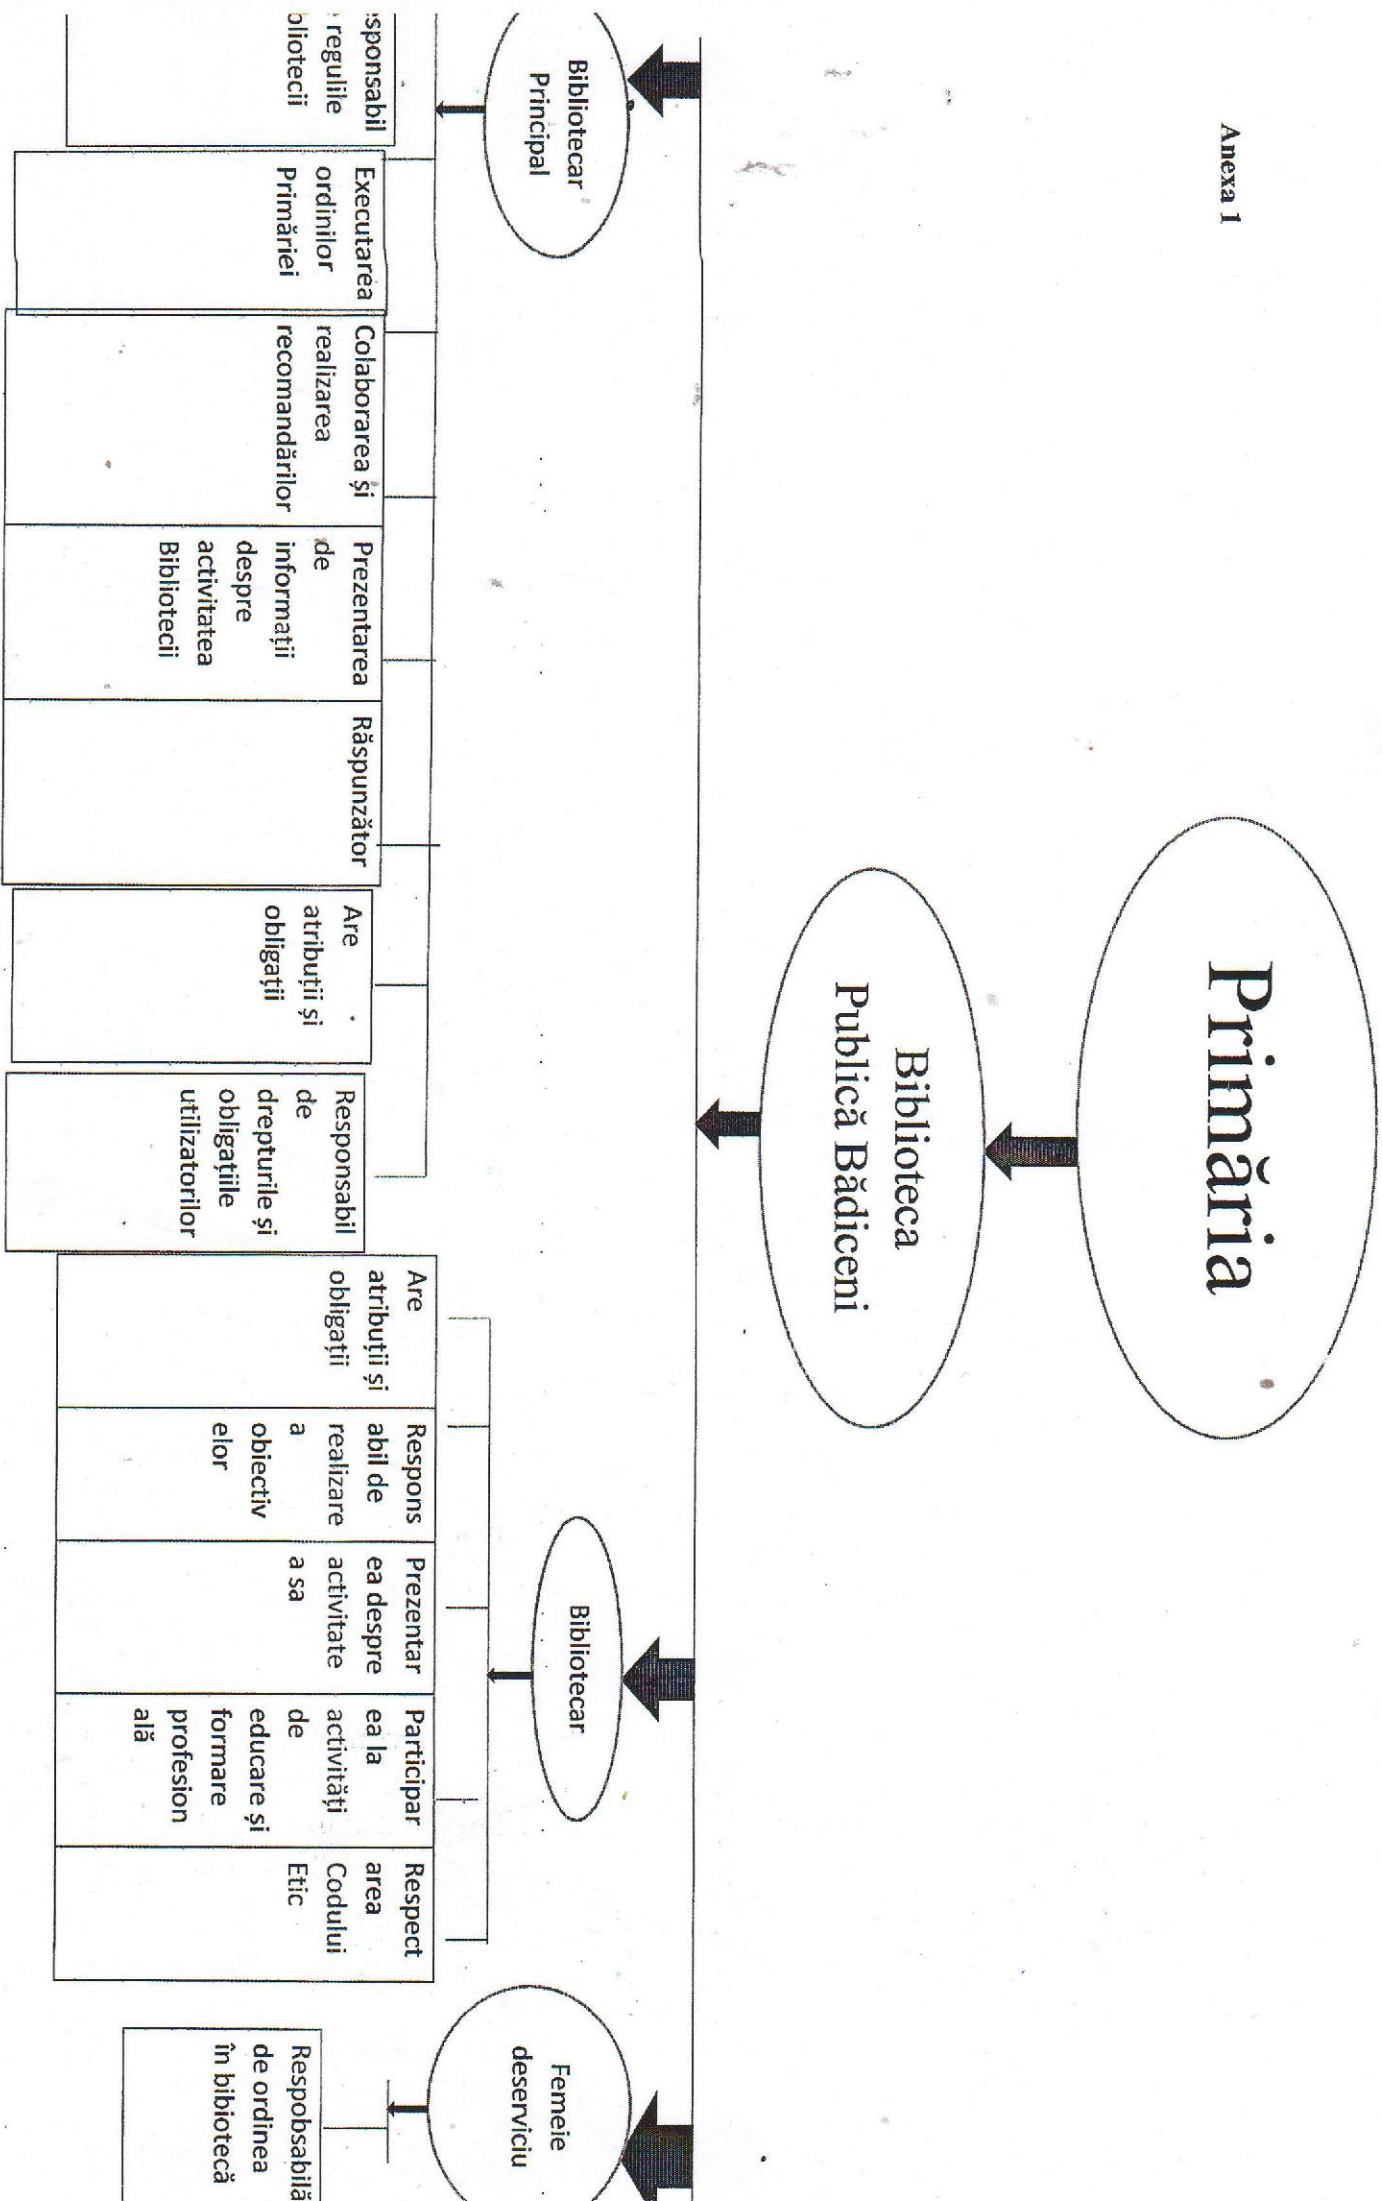 Anexa 1
Primăria
Biblioteca
Publică Bădiceni
Bibliotecar
Principal
Bibliotecar
Femeie
deserviciu
regulile
Executarea
ordinilor
Primăriei
Colaborarea și
realizarea
recomandărilor
Prezentarea
de
informații
despre
activitatea
Bibliotecii
Răspunzător
Are
atribuții și
obligații
Responsabil
de
drepturile și
obligațiile
utilizatorilor
Are
atribuții și
obligații
Respons
abil de
realizare
a
obiectiv
elor
Prezentar
ea despre
activitate
a sa
Participar
ea la
activități
de
educare și
formare
profesion
ală
Respect
area
Codului
Etic
Respobsabilă
de ordinea
în bibiotecă